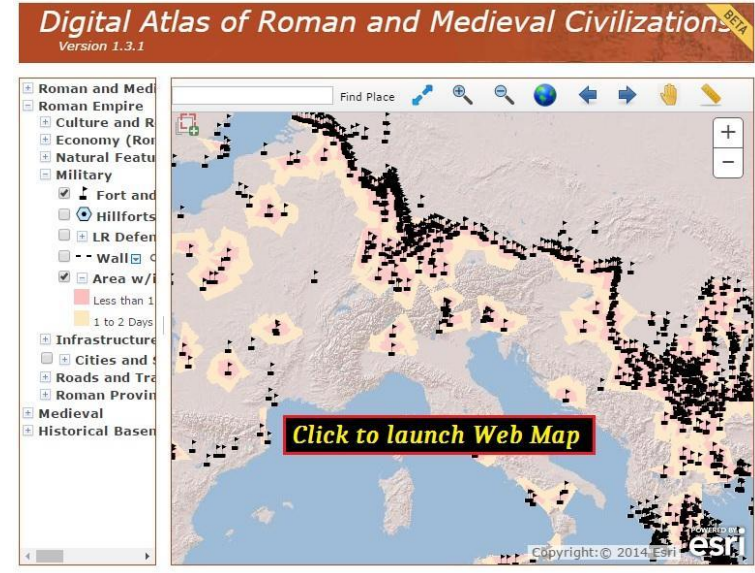 Digital Atlas of Roman and Medieval Civilizations
BETA
Version 1.3.1
Roman and Medi
Roman Empire
Culture and R
Economy (Ror
Natural Featu
Military
Fort and
Hillforts
LR Defen
Wall
Area w/i
Less than 1
1 to 2 Days
Infrastructure
Cities and S
Roads and Tra
Roman Provin
Medieval
Historical Basem
Find Place
+
−
Click to launch Web Map
POWERED BY
esri
Copyright:© 2014 Esri